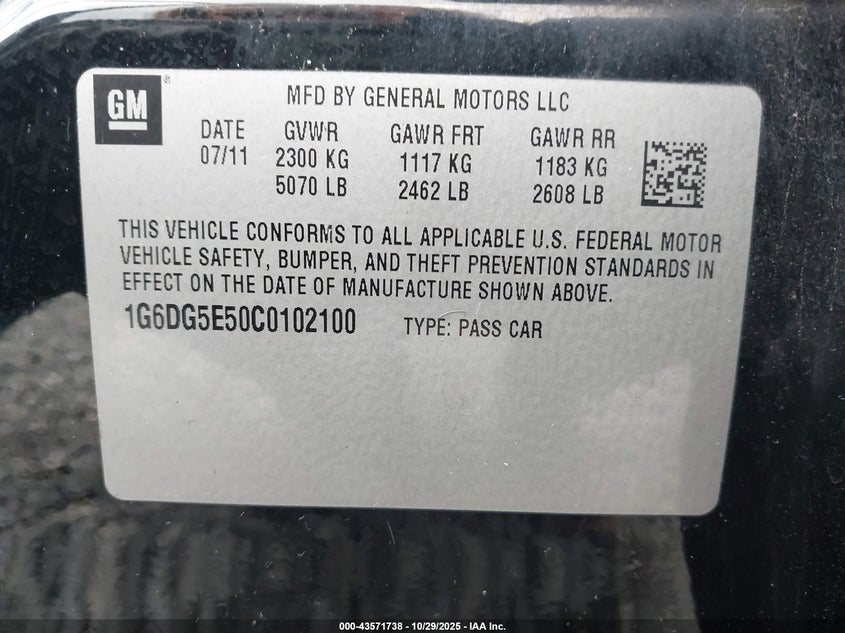 GM®
MFD BY GENERAL MOTORS LLC
DATE GVWR GAWR FRT GAWR RR
07/11 2300 KG 1117 KG 1183 KG
5070 LB 2462 LB 2608 LB
THIS VEHICLE CONFORMS TO ALL APPLICABLE U.S. FEDERAL MOTOR
VEHICLE SAFETY, BUMPER, AND THEFT PREVENTION STANDARDS IN
EFFECT ON THE DATE OF MANUFACTURE SHOWN ABOVE.
1G6DG5E50C0102100 TYPE: PASS CAR
000-43571738 - 10/29/2025 - IAA Inc.